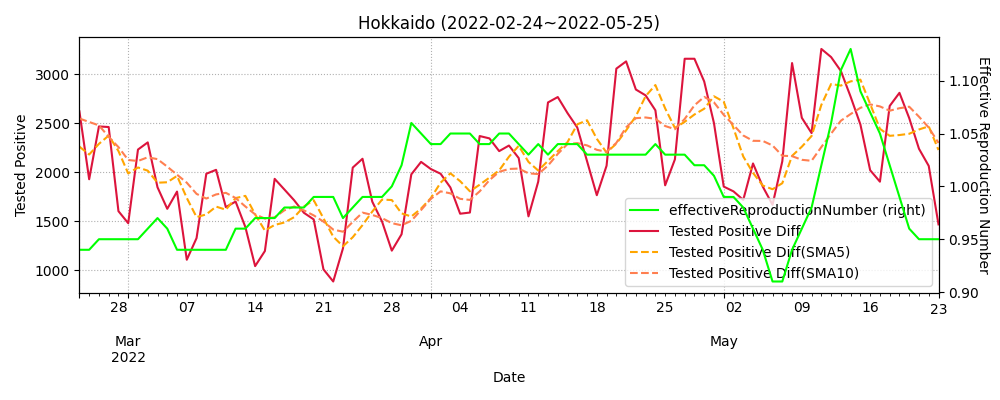 Hokkaido (2022-02-24~2022-05-25)
Tested Positive
3000
2500
2000
1500
1000
Effective Reproduction Number
1.10
1.05
1.00
0.95
0.90
effectiveReproductionNumber (right)
Tested Positive Diff
Tested Positive Diff(SMA5)
Tested Positive Diff(SMA10)
28 07 14 21 28 04 11 18 25 02 09 16 23
Mar Apr May
2022
Date